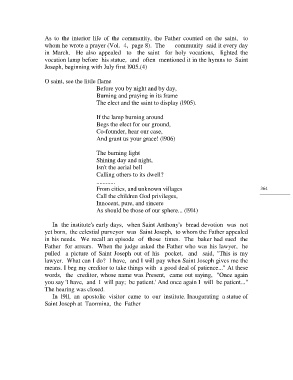 As to the interior life of the community, the Father counted on the saint, to
whom he wrote a prayer (Vol. 4, page 8). The community said it every day
in March. He also appealed to the saint for holy vocations, lighted the
vocation lamp before his statue, and often mentioned it in the hymns to Saint
Joseph, beginning with July first 1905.(4)
O saint, see the little flame
Before you by night and by day,
Burning and praying in its frame
The elect and the saint to display (1905).
If the lamp burning around
Begs the elect for our ground,
Co-founder, hear our case,
And grant us your grace! (1906)
The burning light
Shining day and night,
Isn't the aerial bell
Calling others to its dwell?
From cities, and unknown villages
Call the children God privileges,
Innocent, pure, and sincere
As should be those of our sphere... (1914)
In the institute's early days, when Saint Anthony's bread devotion was not
yet born, the celestial purveyor was Saint Joseph, to whom the Father appealed
in his needs. We recall an episode of those times. The baker had sued the
Father for arrears. When the judge asked the Father who was his lawyer, he
pulled a picture of Saint Joseph out of his pocket, and said, "This is my
lawyer. What can I do? I have, and I will pay when Saint Joseph gives me the
means. I beg my creditor to take things with a good deal of patience..." At these
words, the creditor, whose name was Present, came out saying, "Once again
you say 'I have, and I will pay; be patient.' And once again I will be patient..."
The hearing was closed.
In 1911, an apostolic visitor came to our institute. Inaugurating a statue of
Saint Joseph at Taormina, the Father